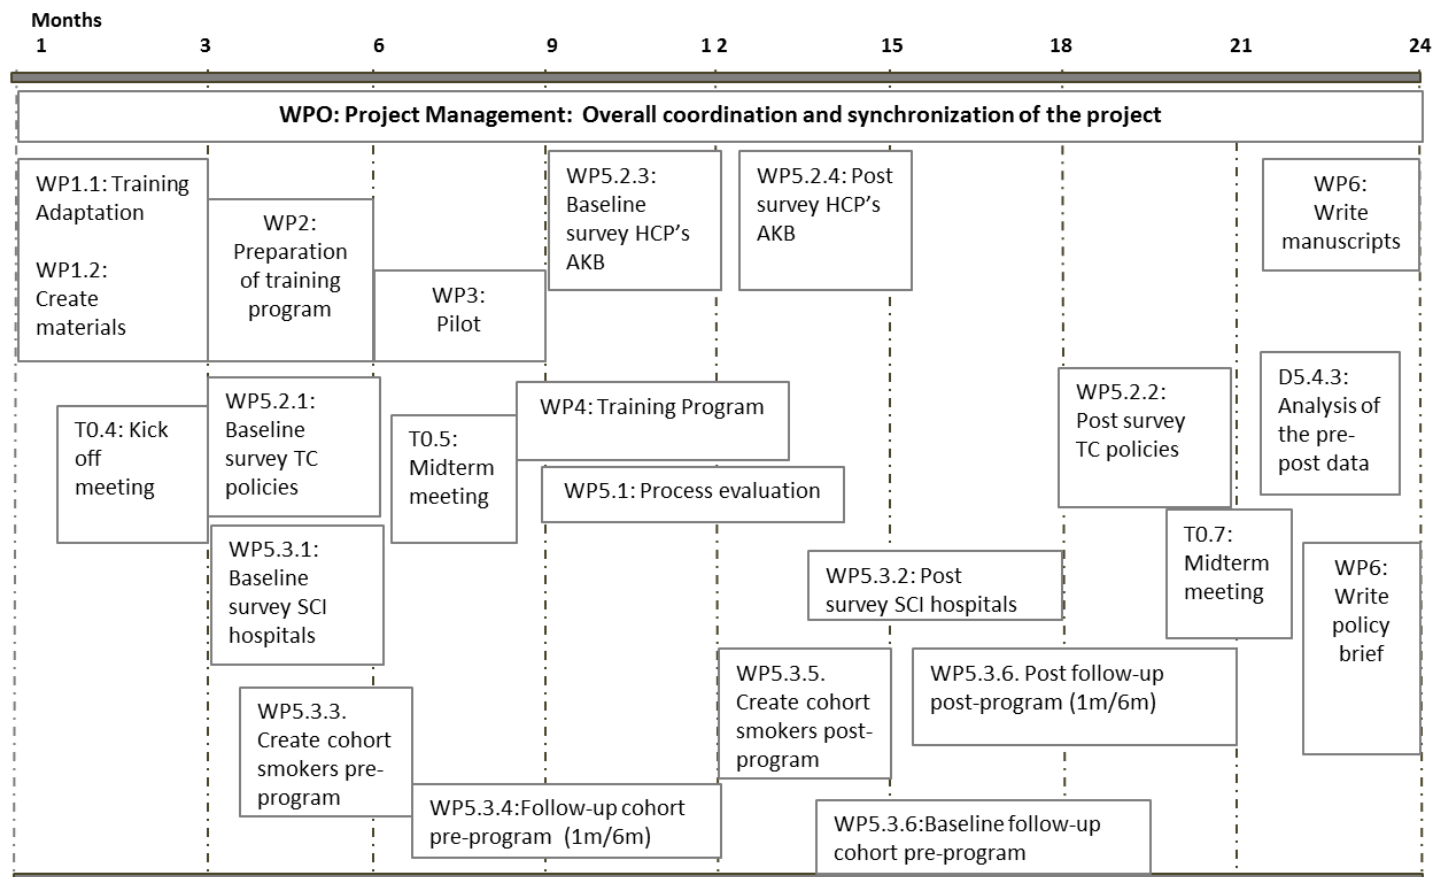 Months
1 3 6 9 1 2 15 18 21 24
WPO: Project Management: Overall coordination and synchronization of the project
WP1.1: Training
Adaptation
WP1.2:
Create
materials
WP2:
Preparation
of training
program
WP3:
Pilot
WP5.2.3:
Baseline
survey HCP's
AKB
WP5.2.4: Post
survey HCP's
AKB
WP6:
Write
manuscripts
T0.4: Kick
off
meeting
WP5.2.1:
Baseline
survey TC
policies
T0.5:
Midterm
meeting
WP4: Training Program
WP5.1: Process evaluation
WP5.2.2:
Post survey
TC policies
D5.4.3:
Analysis of
the pre-
post data
WP5.3.1:
Baseline
survey SCI
hospitals
WP5.3.2: Post
survey SCI hospitals
T0.7:
Midterm
meeting
WP6:
Write
policy
brief
WP5.3.3.
Create cohort
smokers pre-
program
WP5.3.4:Follow-up cohort
pre-program (1m/6m)
WP5.3.5.
Create cohort
smokers post-
program
WP5.3.6. Post follow-up
post-program (1m/6m)
WP5.3.6:Baseline follow-up
cohort pre-program